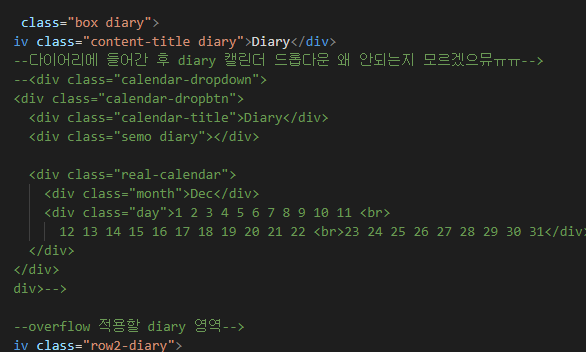 class="box diary">
iv class="content-title diary">Diary</div>
--다이어리에 들어간 후 diary 캘린더 드롭다운 왜 안되는지 모르겠으뮤ㅠㅠ-->
--<div class="calendar-dropdown">
<div class="calendar-dropbtn">
<div class="calendar-title">Diary</div>
<div class="semo diary"></div>
<div class="real-calendar">
<div class="month">Dec</div>
<div class="day">1 2 3 4 5 6 7 8 9 10 11 <br>
12 13 14 15 16 17 18 19 20 21 22 <br>23 24 25 26 27 28 29 30 31</div>
</div>
</div>
div>-->
--overflow 적용할 diary 영역-->
iv class="row2-diary">